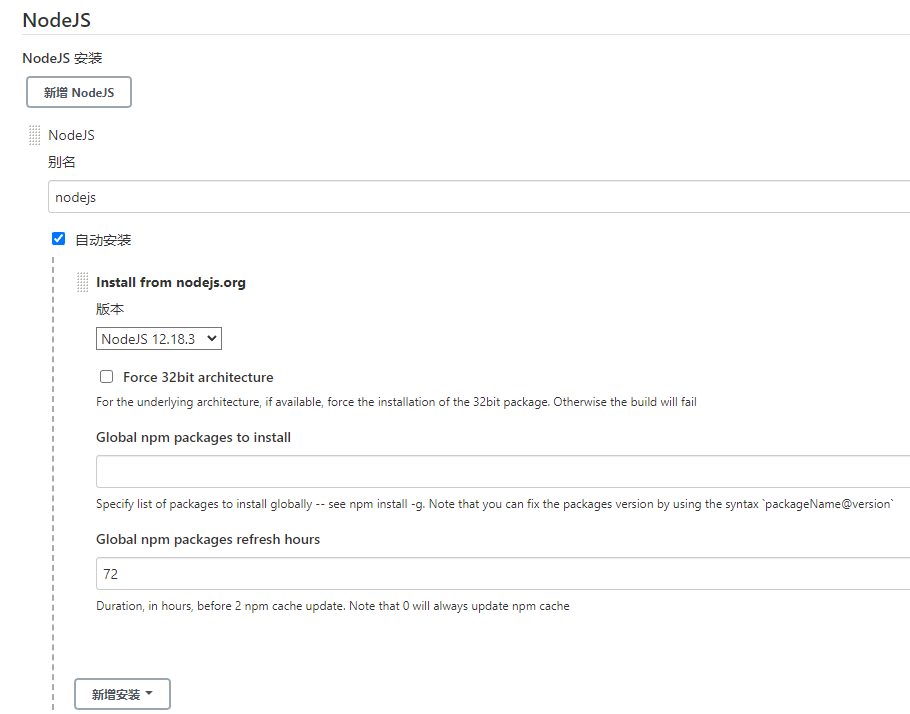 NodeJS
NodeJS 安装
新增 NodeJS
NodeJS
别名
nodejs
自动安装
Install from nodejs.org
版本
NodeJS 12.18.3
Force 32bit architecture
For the underlying architecture, if available, force the installation of the 32bit package. Otherwise the build will fail
Global npm packages to install
Specify list of packages to install globally -- see npm install -g. Note that you can fix the packages version by using the syntax `packageName@version`
Global npm packages refresh hours
72
Duration, in hours, before 2 npm cache update. Note that 0 will always update npm cache
新增安装